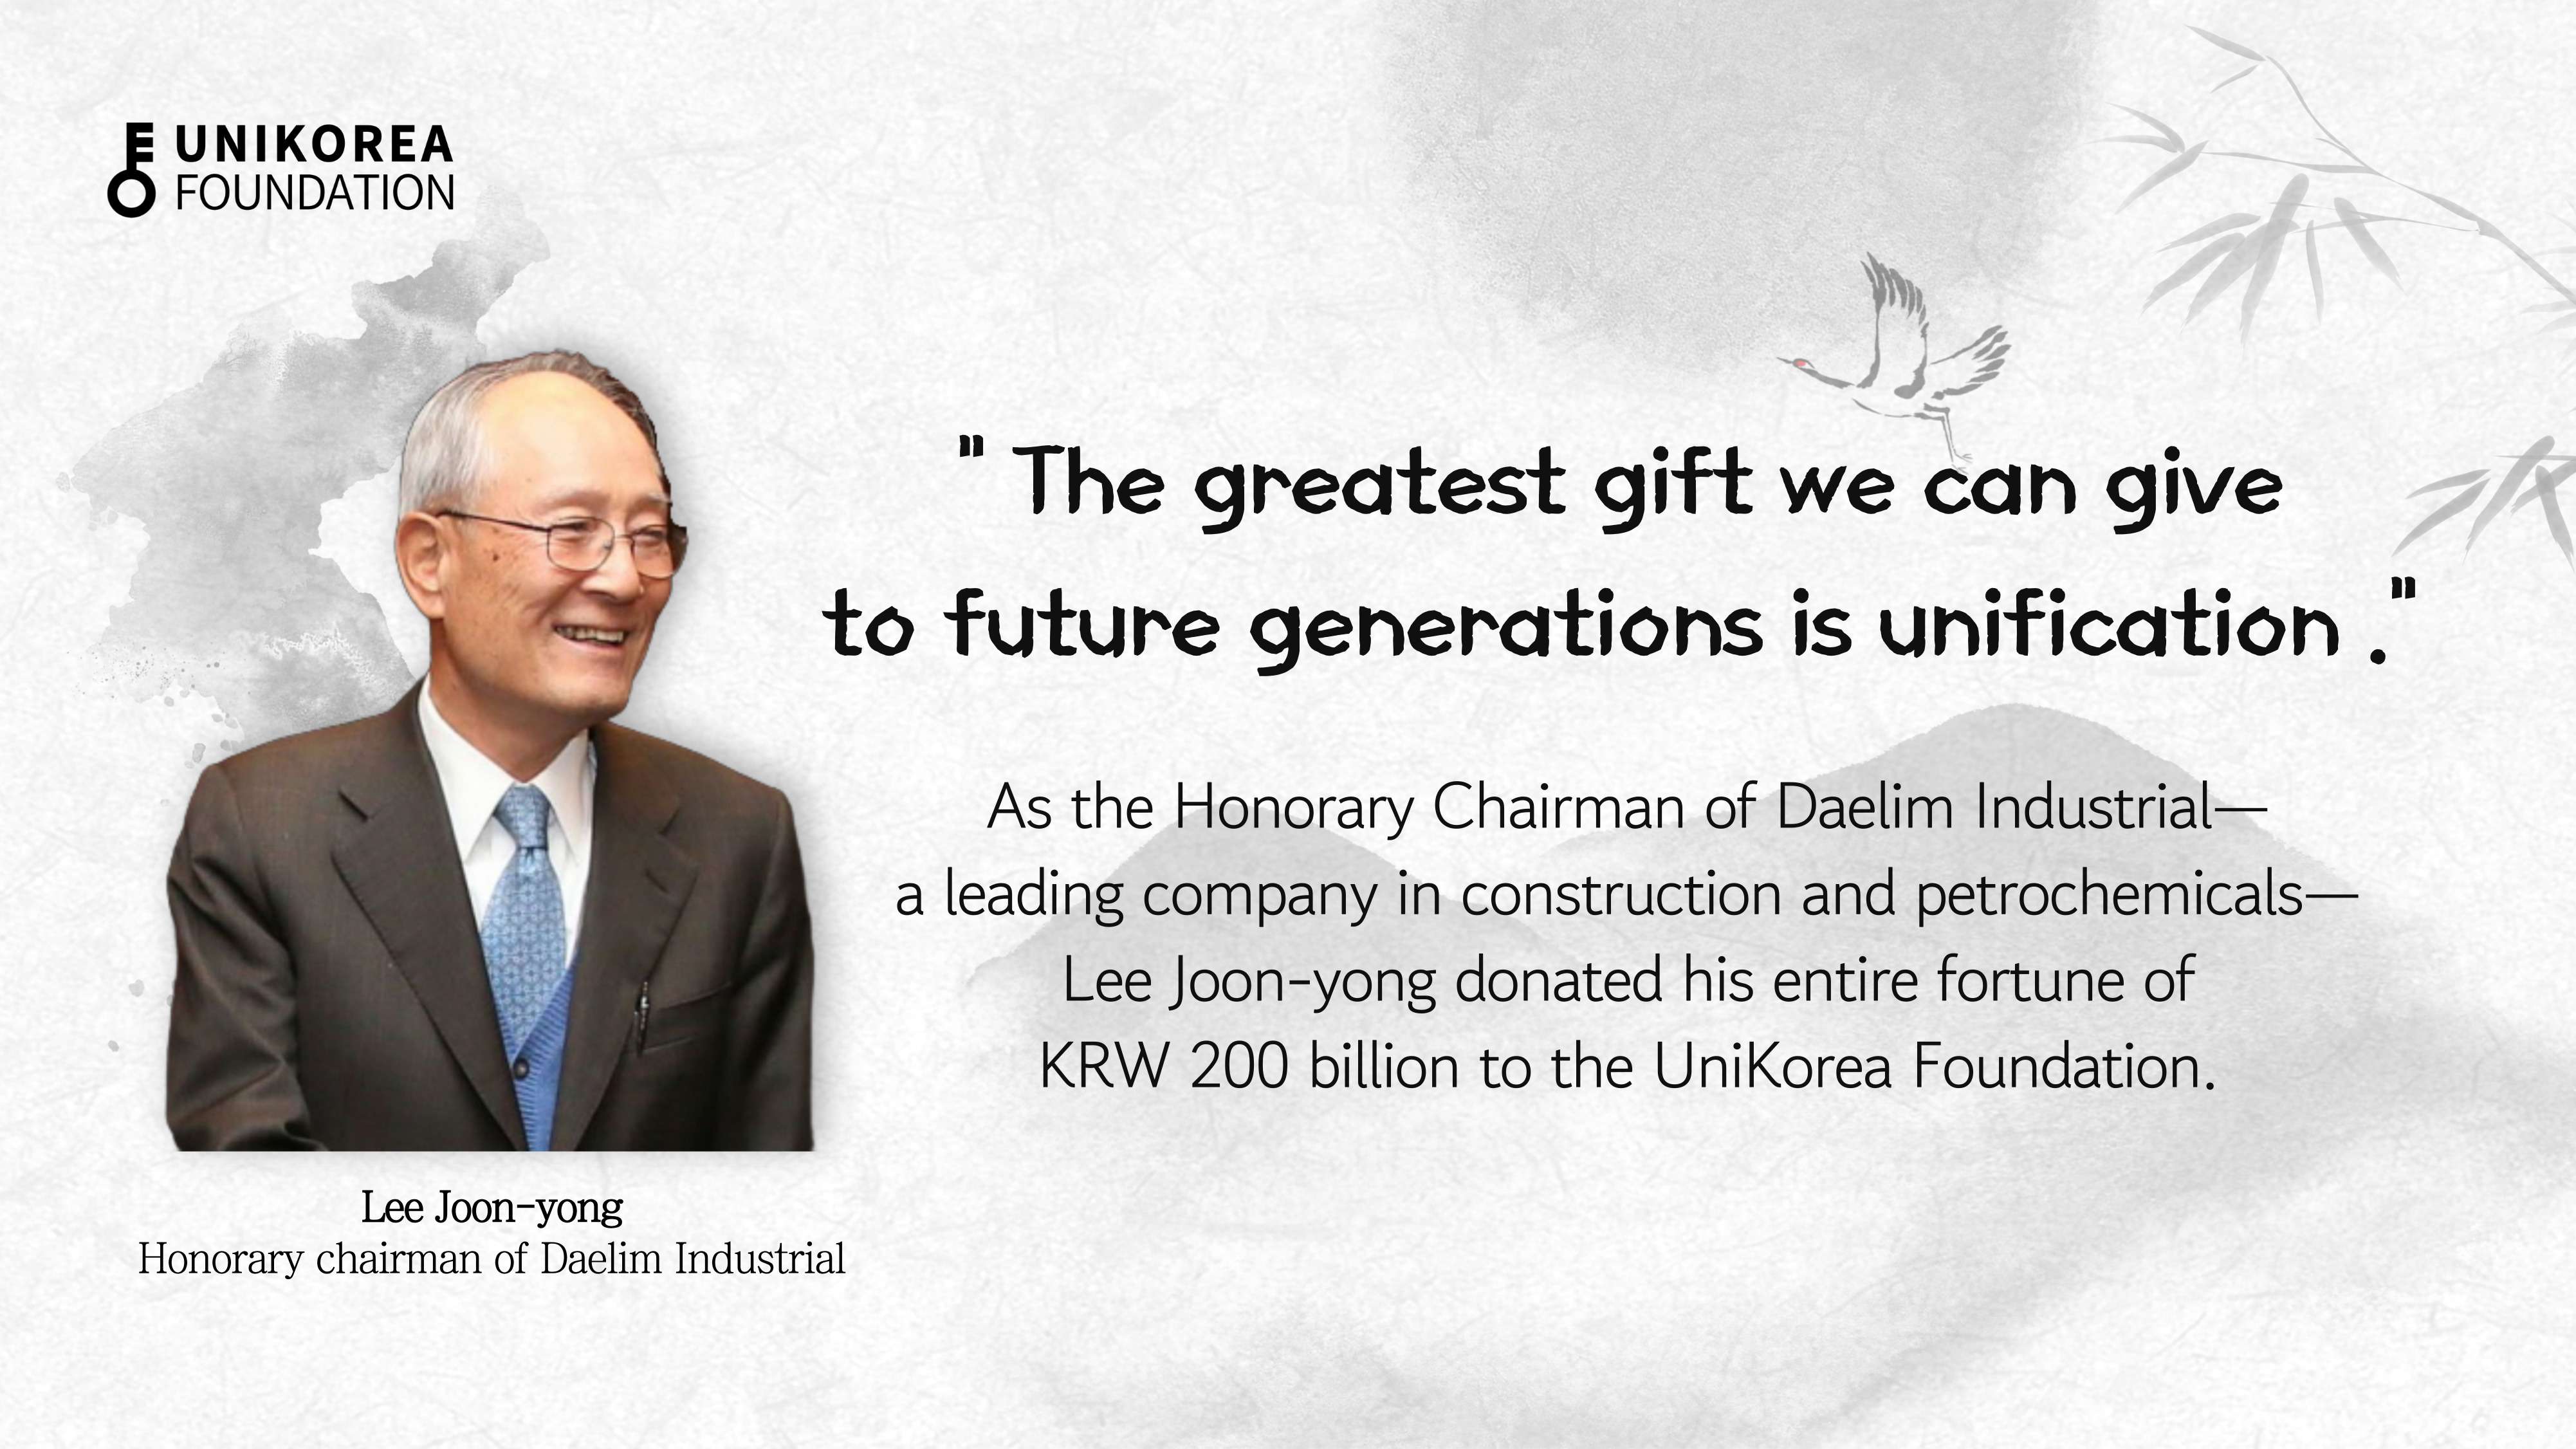 UNIKOREA
FOUNDATION
" The greatest gift we can give
to future generations is unification ."
As the Honorary Chairman of Daelim Industrial—
a leading company in construction and petrochemicals—
Lee Joon-yong donated his entire fortune of
KRW 200 billion to the UniKorea Foundation.
Lee Joon-yong
Honorary chairman of Daelim Industrial